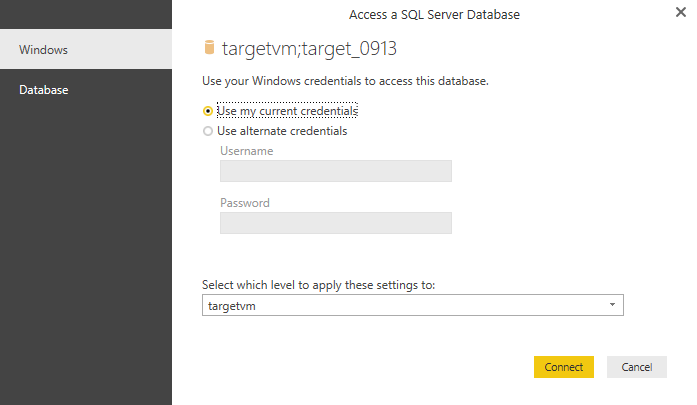 Access a SQL Server Database
Windows
Database
targetvm;target_0913
Use your Windows credentials to access this database.
Use my current credentials
Use alternate credentials
Username
Password
Select which level to apply these settings to:
targetvm
Connect
Cancel